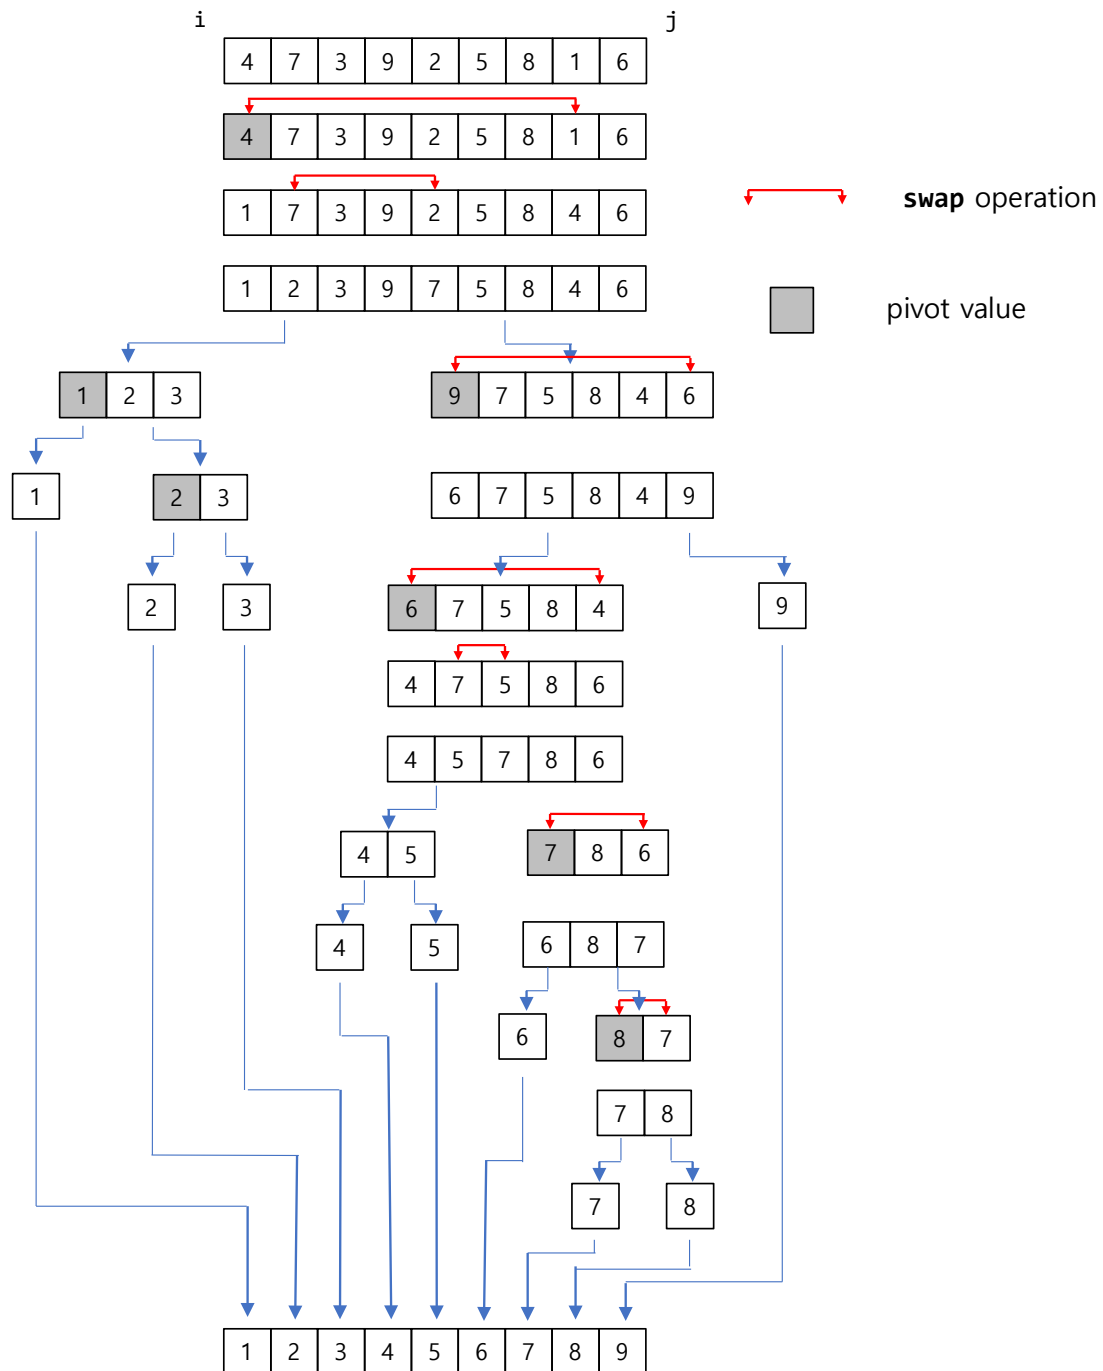 i j
4 7 3 9 2 5 8 1 6
4 7 3 9 2 5 8 1 6
1 7 3 9 2 5 8 4 6
swap operation
1 2 3 9 7 5 8 4 6
pivot value
1 2 3
9 7 5 8 4 6
1
2 3
6 7 5 8 4 9
2
3
6 7 5 8 4
9
4 7 5 8 6
4 5 7 8 6
4 5
7 8 6
4
5
6 8 7
6
8 7
7 8
7
8
1 2 3 4 5 6 7 8 9